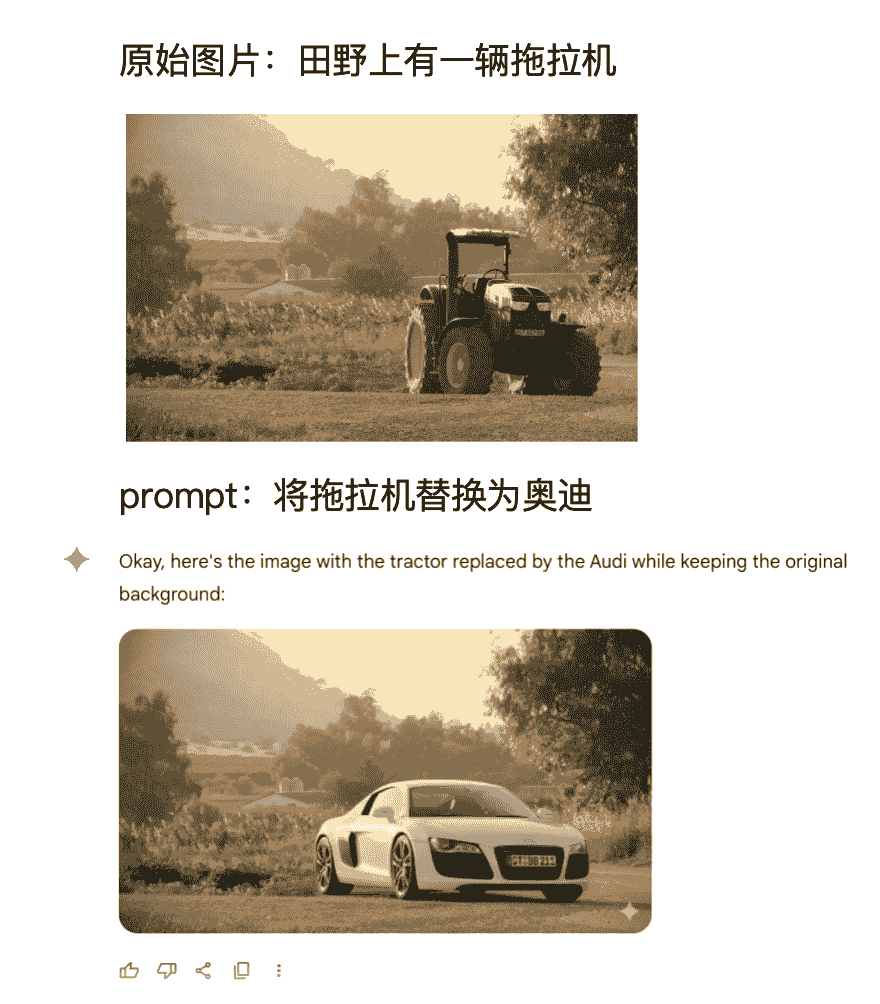 原始图片：田野上有一辆拖拉机
prompt：将拖拉机替换为奥迪
Okay, here's the image with the tractor replaced by the Audi while keeping the original
background: